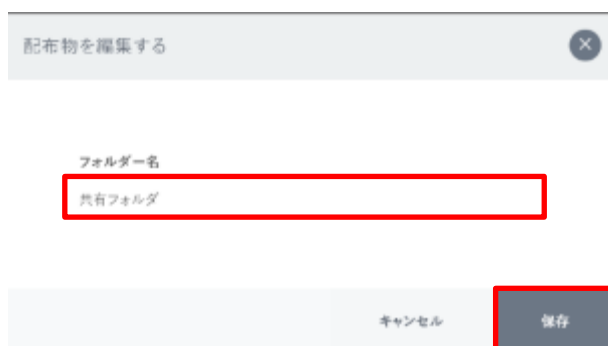 配布物を編集する
フォルダー名
共有フォルダ
キャンセル
保存